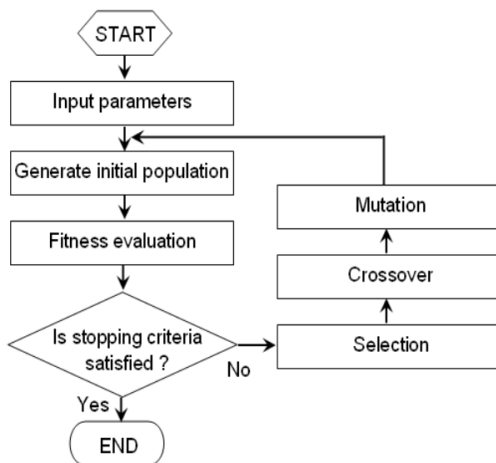 START
Input parameters
Generate initial population
Fitness evaluation
Is stopping criteria
satisfied ?
No
Yes
END
Selection
Crossover
Mutation